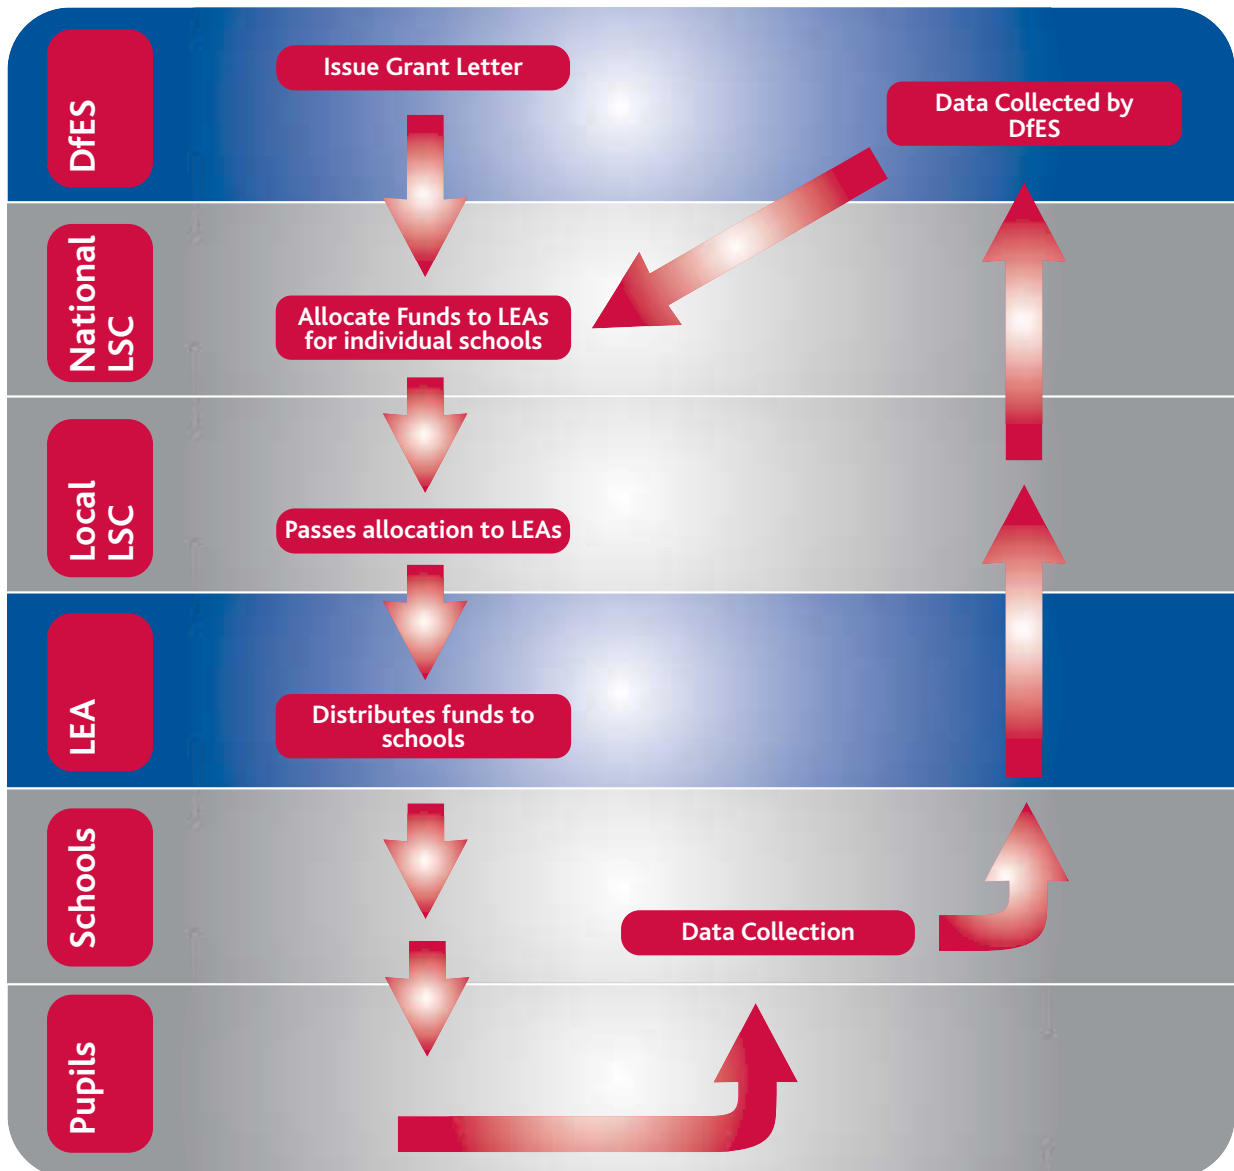 DfES
Issue Grant Letter
Data Collected by
DfES
National
LSC
Allocate Funds to LEAs
for individual schools
Local
LSC
Passes allocation to LEAs
LEA
Distributes funds to
schools
Schools
Data Collection
Pupils